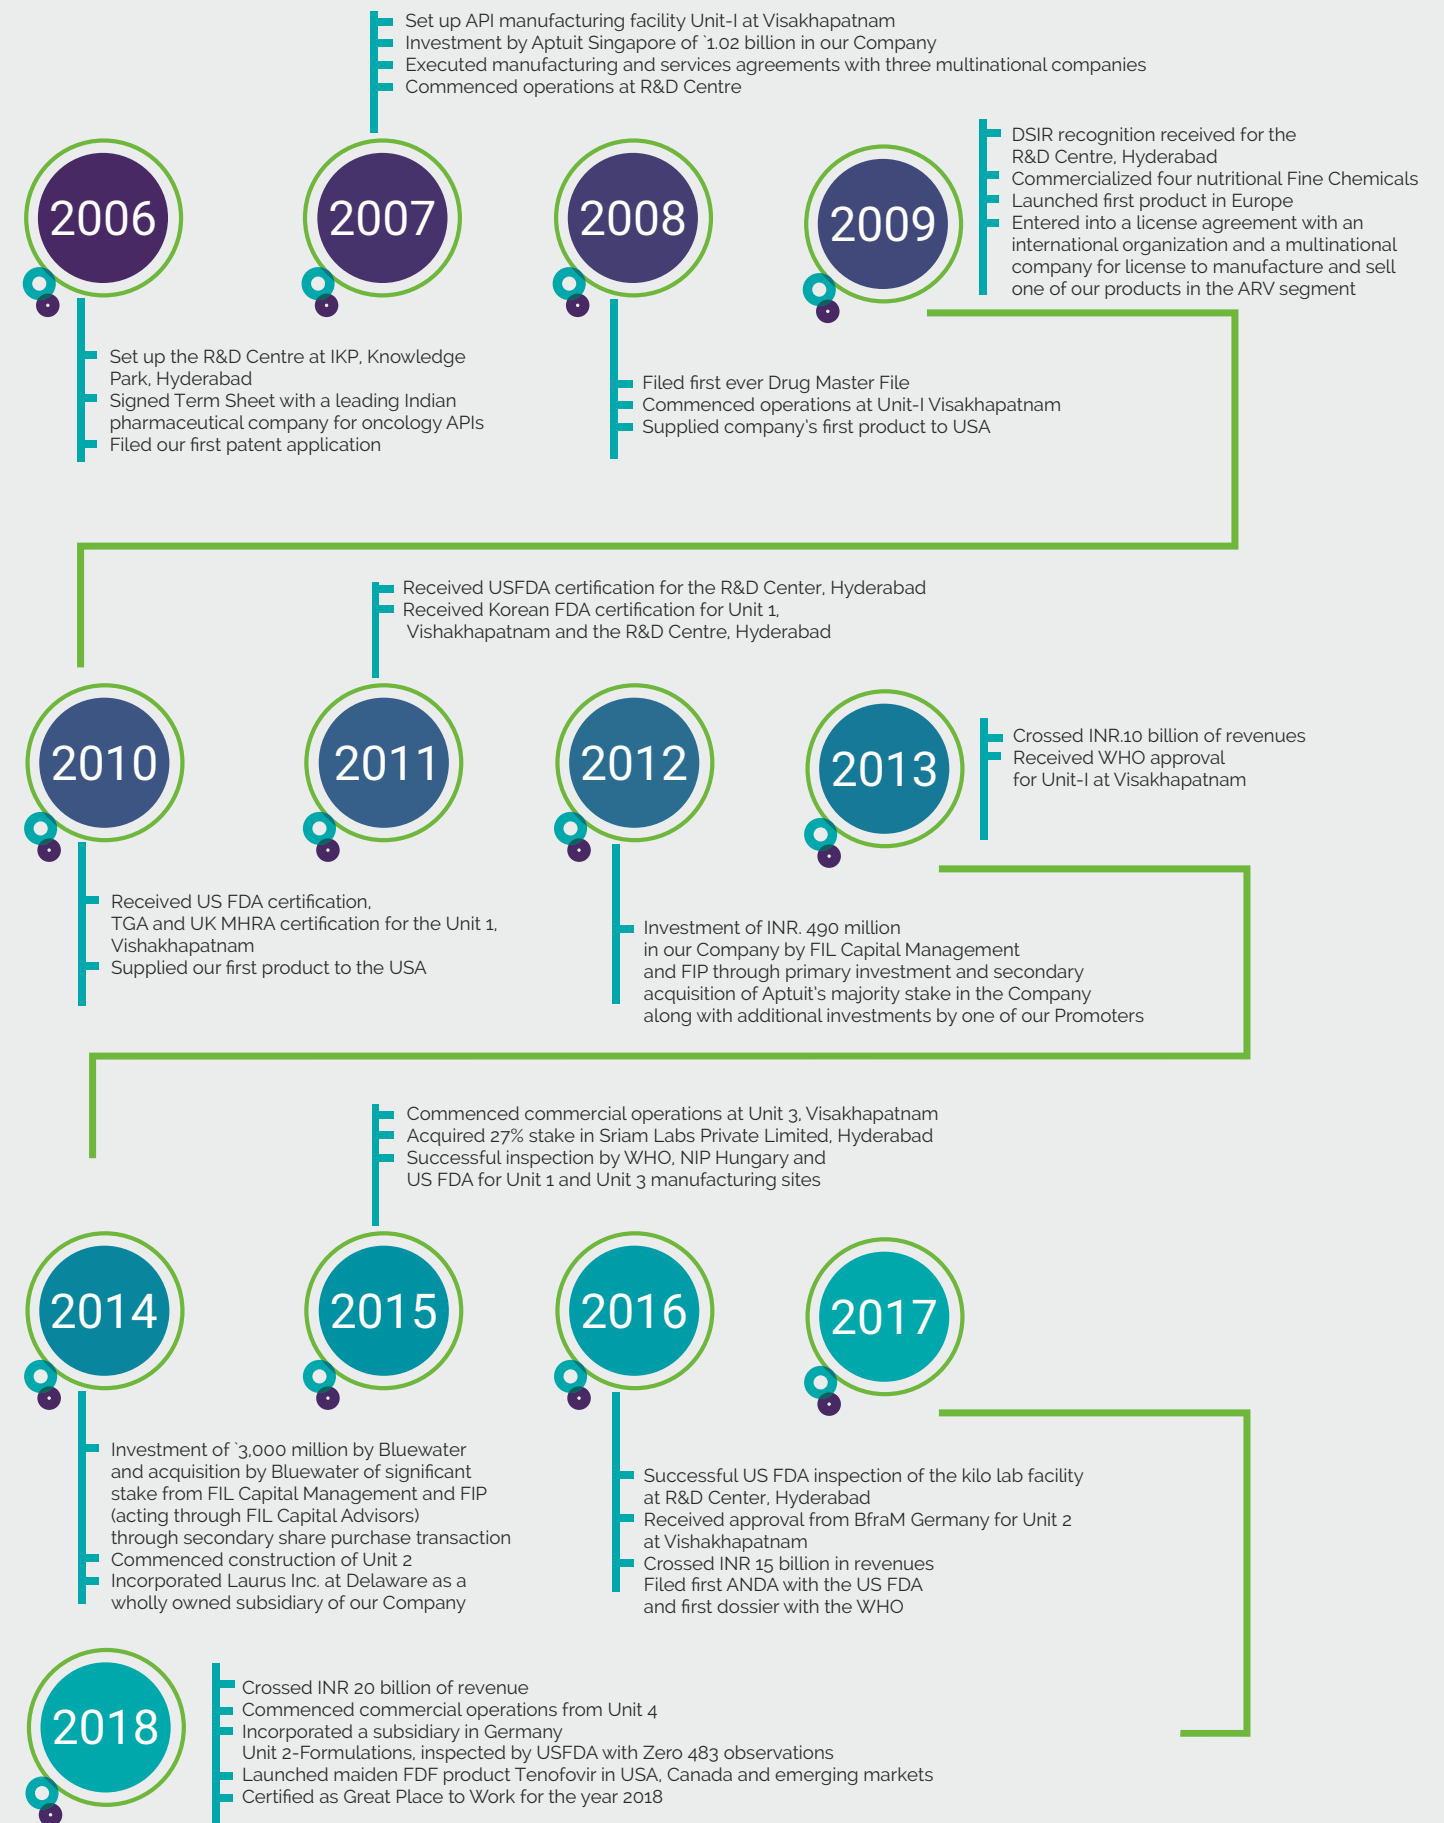 Set up API manufacturing facility Unit-I at Visakhapatnam
Investment by Aptuit Singapore of `1.02 billion in our Company
Executed manufacturing and services agreements with three multinational companies
Commenced operations at R&D Centre
2006
2007
2008
2009
DSIR recognition received for the
R&D Centre, Hyderabad
Commercialized four nutritional Fine Chemicals
Launched first product in Europe
Entered into a license agreement with an
international organization and a multinational
company for license to manufacture and sell
one of our products in the ARV segment
Set up the R&D Centre at IKP, Knowledge
Park, Hyderabad
Signed Term Sheet with a leading Indian
pharmaceutical company for oncology APIs
Filed our first patent application
Filed first ever Drug Master File
Commenced operations at Unit-I Visakhapatnam
Supplied company's first product to USA
Received USFDA certification for the R&D Center, Hyderabad
Received Korean FDA certification for Unit 1,
Vishakhapatnam and the R&D Centre, Hyderabad
2010
2011
2012
2013
Crossed INR.10 billion of revenues
Received WHO approval
for Unit-I at Visakhapatnam
Received US FDA certification,
TGA and UK MHRA certification for the Unit 1,
Vishakhapatnam
Supplied our first product to the USA
Investment of INR. 490 million
in our Company by FIL Capital Management
and FIP through primary investment and secondary
acquisition of Aptuit's majority stake in the Company
along with additional investments by one of our Promoters
Commenced commercial operations at Unit 3, Visakhapatnam
Acquired 27% stake in Sriam Labs Private Limited, Hyderabad
Successful inspection by WHO, NIP Hungary and
US FDA for Unit 1 and Unit 3 manufacturing sites
2014
2015
2016
2017
Investment of `3,000 million by Bluewater
and acquisition by Bluewater of significant
stake from FIL Capital Management and FIP
(acting through FIL Capital Advisors)
through secondary share purchase transaction
Commenced construction of Unit 2
Incorporated Laurus Inc. at Delaware as a
wholly owned subsidiary of our Company
Successful US FDA inspection of the kilo lab facility
at R&D Center, Hyderabad
Received approval from BfraM Germany for Unit 2
at Vishakhapatnam
Crossed INR 15 billion in revenues
Filed first ANDA with the US FDA
and first dossier with the WHO
2018
Crossed INR 20 billion of revenue
Commenced commercial operations from Unit 4
Incorporated a subsidiary in Germany
Unit 2-Formulations, inspected by USFDA with Zero 483 observations
Launched maiden FDF product Tenofovir in USA, Canada and emerging markets
Certified as Great Place to Work for the year 2018